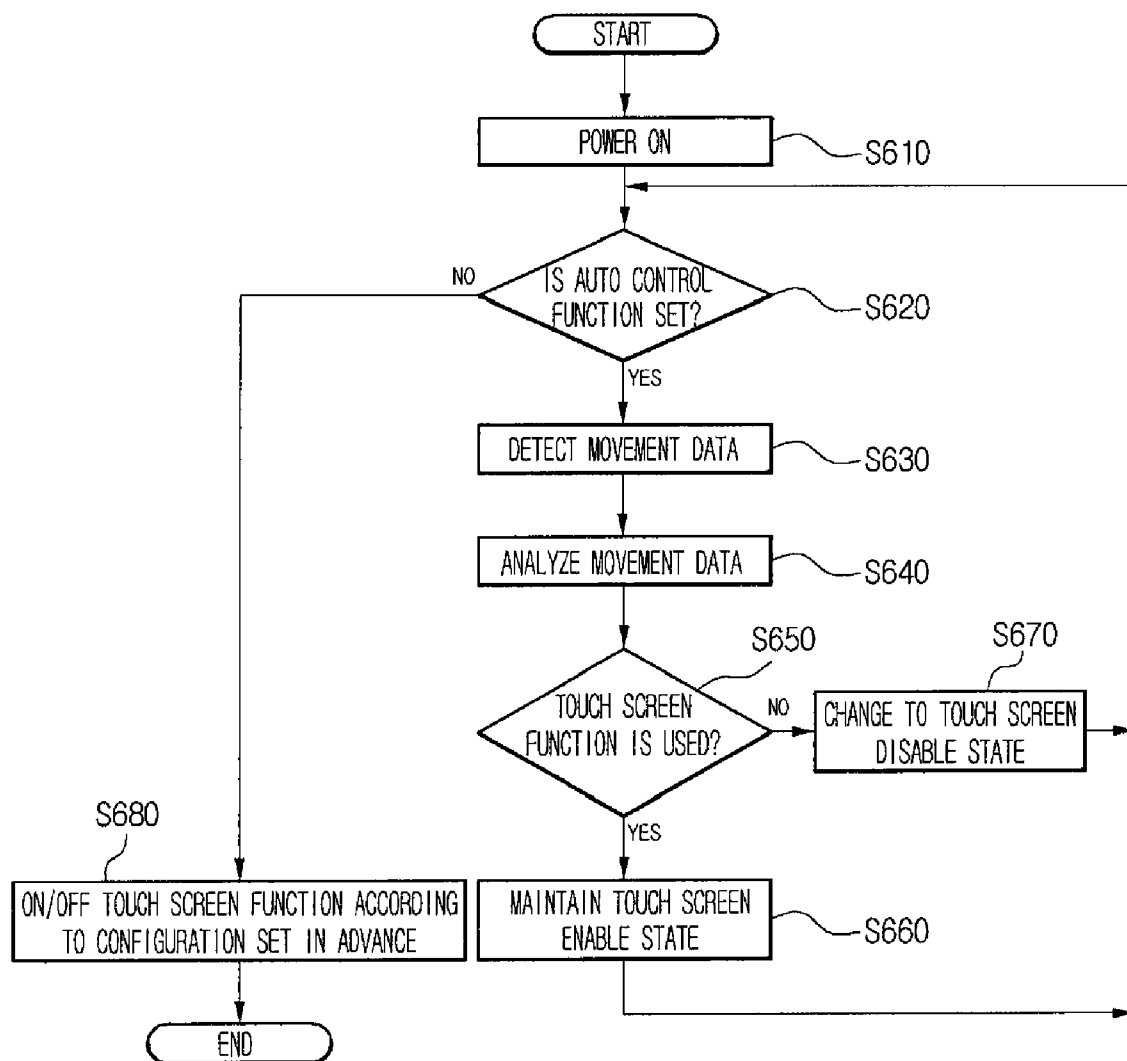 START
POWER ON
S610
IS AUTO CONTROL
FUNCTION SET?
NO
S620
YES
DETECT MOVEMENT DATA
S630
ANALYZE MOVEMENT DATA
S640
S650
TOUCH SCREEN
FUNCTION IS USED?
NO
S670
CHANGE TO TOUCH SCREEN
DISABLE STATE
YES
S680
ON/OFF TOUCH SCREEN FUNCTION ACCORDING
TO CONFIGURATION SET IN ADVANCE
MAINTAIN TOUCH SCREEN
ENABLE STATE
S660
END